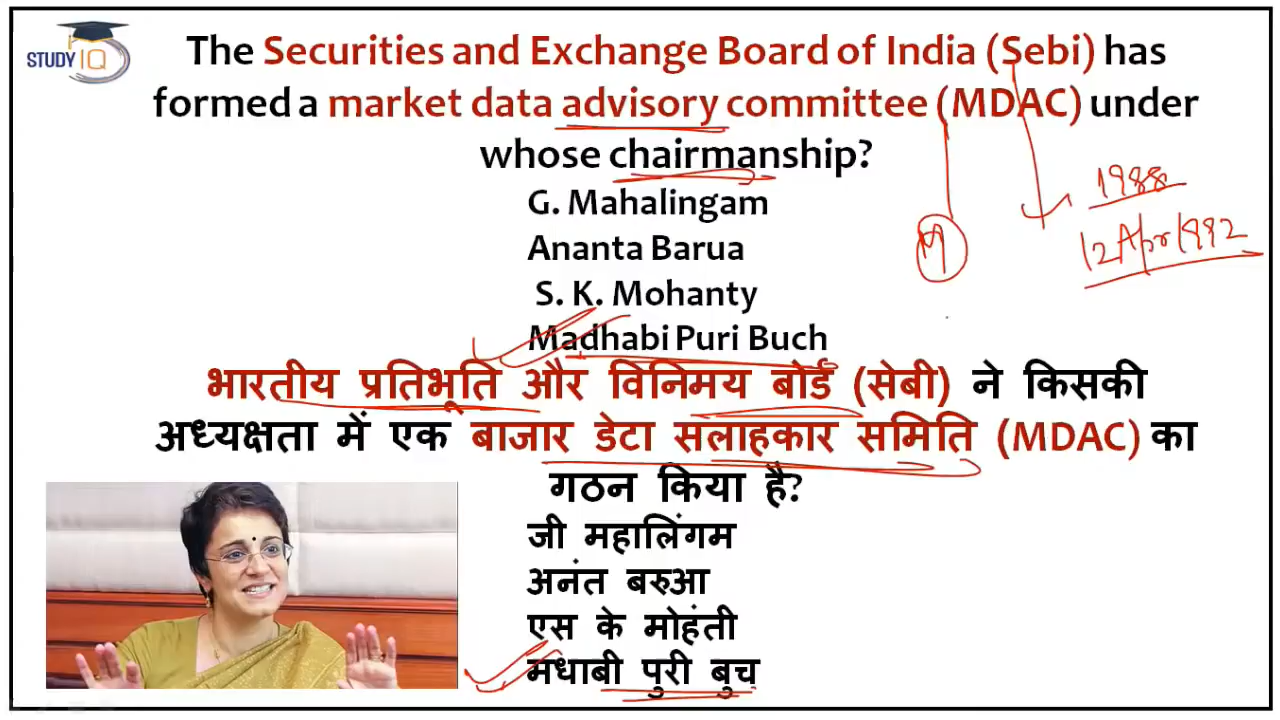 STUDY IQ
The Securities and Exchange Board of India (Sebi) has
formed a market data advisory committee (MDAC) under
whose chairmanship?
1988
12 Apr 1992
G. Mahalingam
M
Ananta Barua
S. K. Mohanty
Madhabi Puri Buch
भारतीय प्रतिभूति और विनिमय बोर्ड (सेबी) ने किसकी
अध्यक्षता में एक बाजार डेटा सलाहकार समिति (MDAC) का
गठन किया है?
जी महालिंगम
अनंत बरुआ
एस के मोहंती
मधाबी पुरी बुच